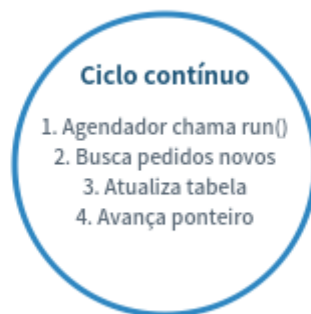 Ciclo contínuo
1. Agendador chama run()
2. Busca pedidos novos
3. Atualiza tabela
4. Avança ponteiro